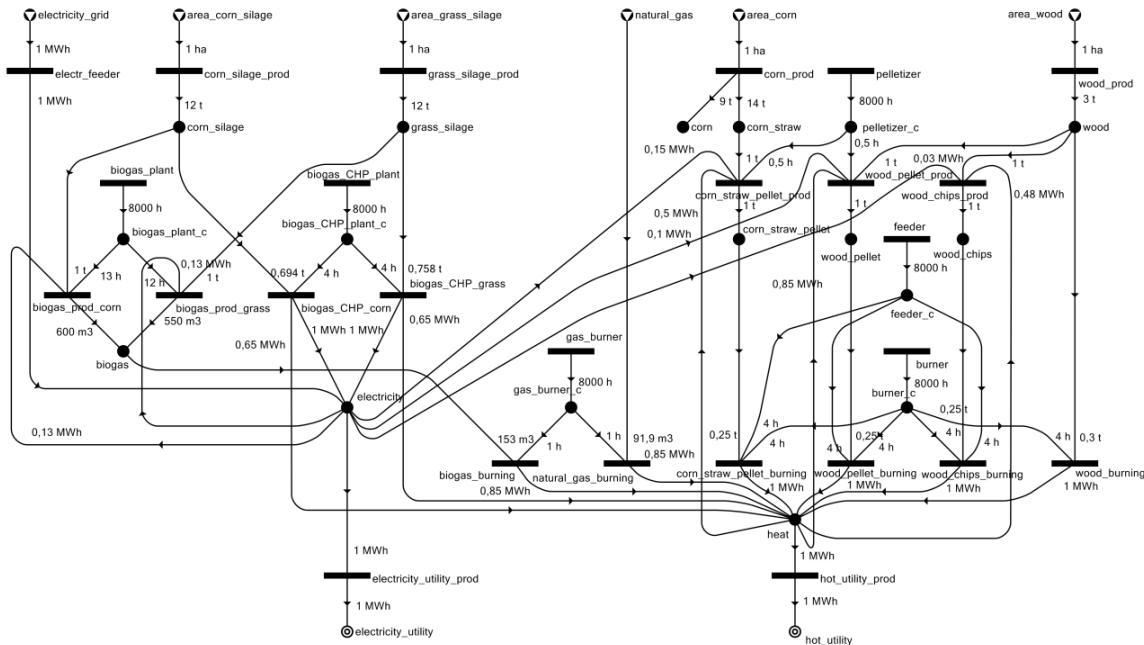 electricity_grid
area_corn_silage
area_grass_silage
natural_gas
area_corn
area_wood
1 MWh
1 ha
1 ha
1 ha
1 ha
electr_feeder
corn_silage_prod
grass_silage_prod
corn_prod
pelletizer
wood_prod
1 MWh
12 t
12 t
9 t
14 t
8000 h
3 t
corn_silage
grass_silage
corn
corn_straw
pelletizer_c
wood
0,15 MWh
1 t
0,5 h
0,5 h
1 t
0,03 MWh
1 t
biogas_plant
biogas_CHP_plant
corn_straw_pellet_prod
wood_pellet_prod
wood_chips_prod
0,48 MWh
8000 h
8000 h
0,5 MWh
1 t
1 t
1 t
0,1 MWh
biogas_plant_c
biogas_CHP_plant_c
corn_straw_pellet
wood_pellet
wood_chips
feeder
1 t
13 h
12 h
0,13 MWh
1 t
0,694 t
4 h
4 h
0,758 t
0,85 MWh
8000 h
biogas_prod_corn
biogas_prod_grass
biogas_CHP_corn
biogas_CHP_grass
feeder_c
600 m3
550 m3
1 MWh
1 MWh
0,65 MWh
0,65 MWh
biogas
gas_burner
burner
8000 h
8000 h
electricity
gas_burner_c
burner_c
0,25 t
0,13 MWh
153 m3
1 h
1 h
91,9 m3
0,85 MWh
0,25 t
4 h
4 h
0,25 t
4 h
4 h
4 h
4 h
0,3 t
biogas_burning
natural_gas_burning
corn_straw_pellet_burning
wood_pellet_burning
wood_chips_burning
wood_burning
0,85 MWh
1 MWh
1 MWh
1 MWh
1 MWh
heat
1 MWh
1 MWh
electricity_utility_prod
hot_utility_prod
1 MWh
1 MWh
electricity_utility
hot_utility